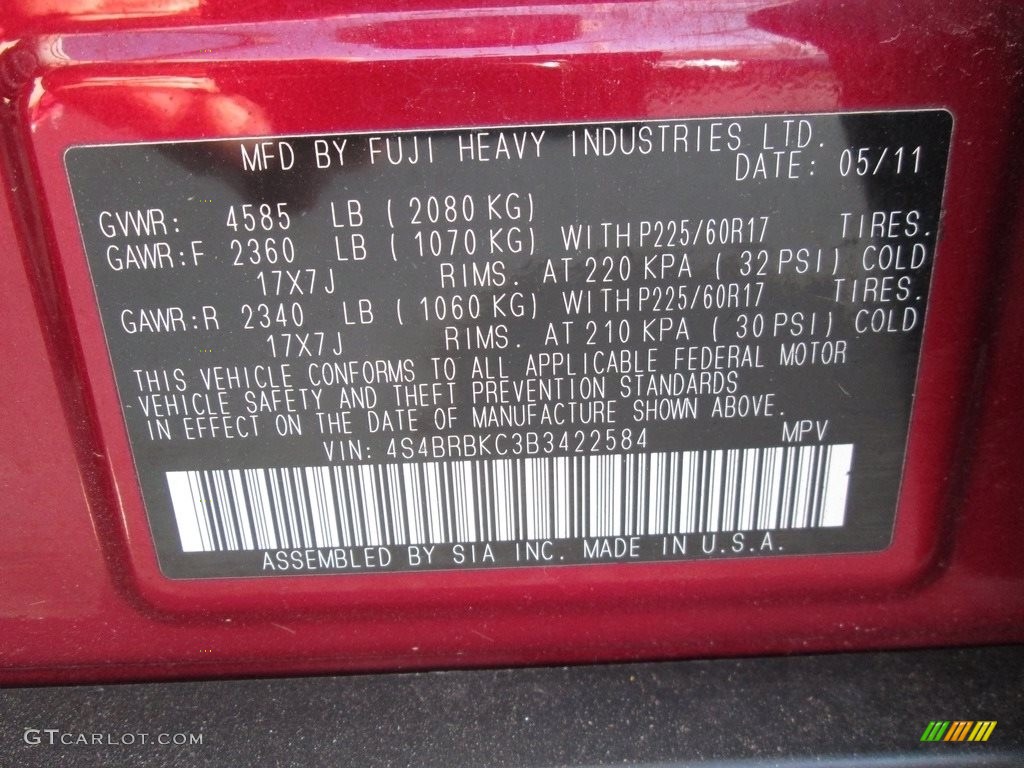 MFD BY FUJI HEAVY INDUSTRIES LTD.
DATE: 05/11
GVWR: 4585 LB ( 2080 KG)
GAWR:F 2360 LB ( 1070 KG) WITH P225/60R17 TIRES.
17X7J RIMS. AT 220 KPA ( 32 PSI) COLD
GAWR:R 2340 LB ( 1060 KG) WITH P225/60R17 TIRES.
17X7J RIMS. AT 210 KPA ( 30 PSI) COLD
THIS VEHICLE CONFORMS TO ALL APPLICABLE FEDERAL MOTOR
VEHICLE SAFETY AND THEFT PREVENTION STANDARDS
IN EFFECT ON THE DATE OF MANUFACTURE SHOWN ABOVE.
VIN: 4S4BRBKC3B3422584 MPV
ASSEMBLED BY SIA INC. MADE IN U.S.A.
GTCARLOT.COM